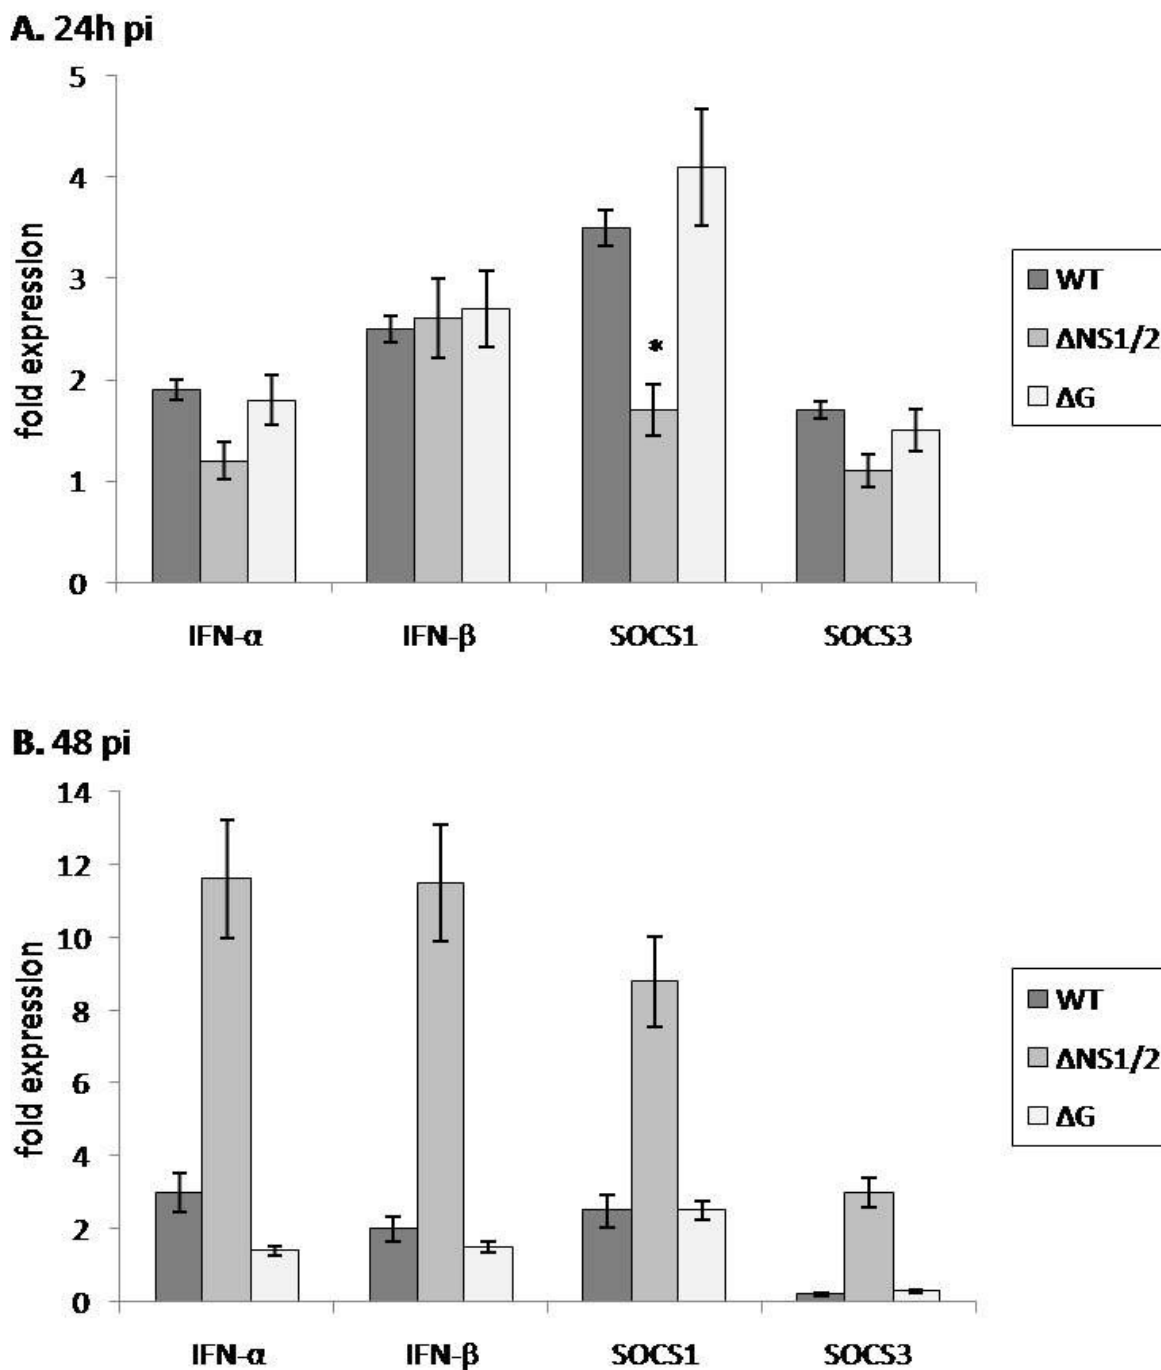 A. 24h pi
5
4
3
2
1
0
fold expression
*
IFN-α IFN-β SOCS1 SOCS3
WT
ΔNS1/2
ΔG
B. 48 pi
14
12
10
8
6
4
2
0
fold expression
IFN-α IFN-β SOCS1 SOCS3
WT
ΔNS1/2
ΔG